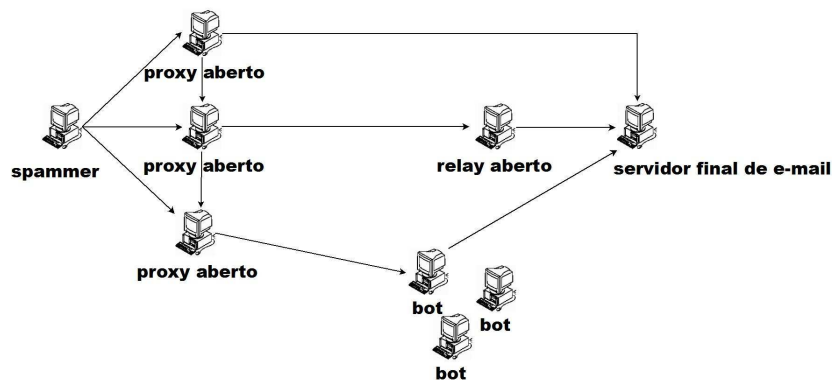 proxy aberto
spammer
proxy aberto
relay aberto
servidor final de e-mail
proxy aberto
bot
bot
bot